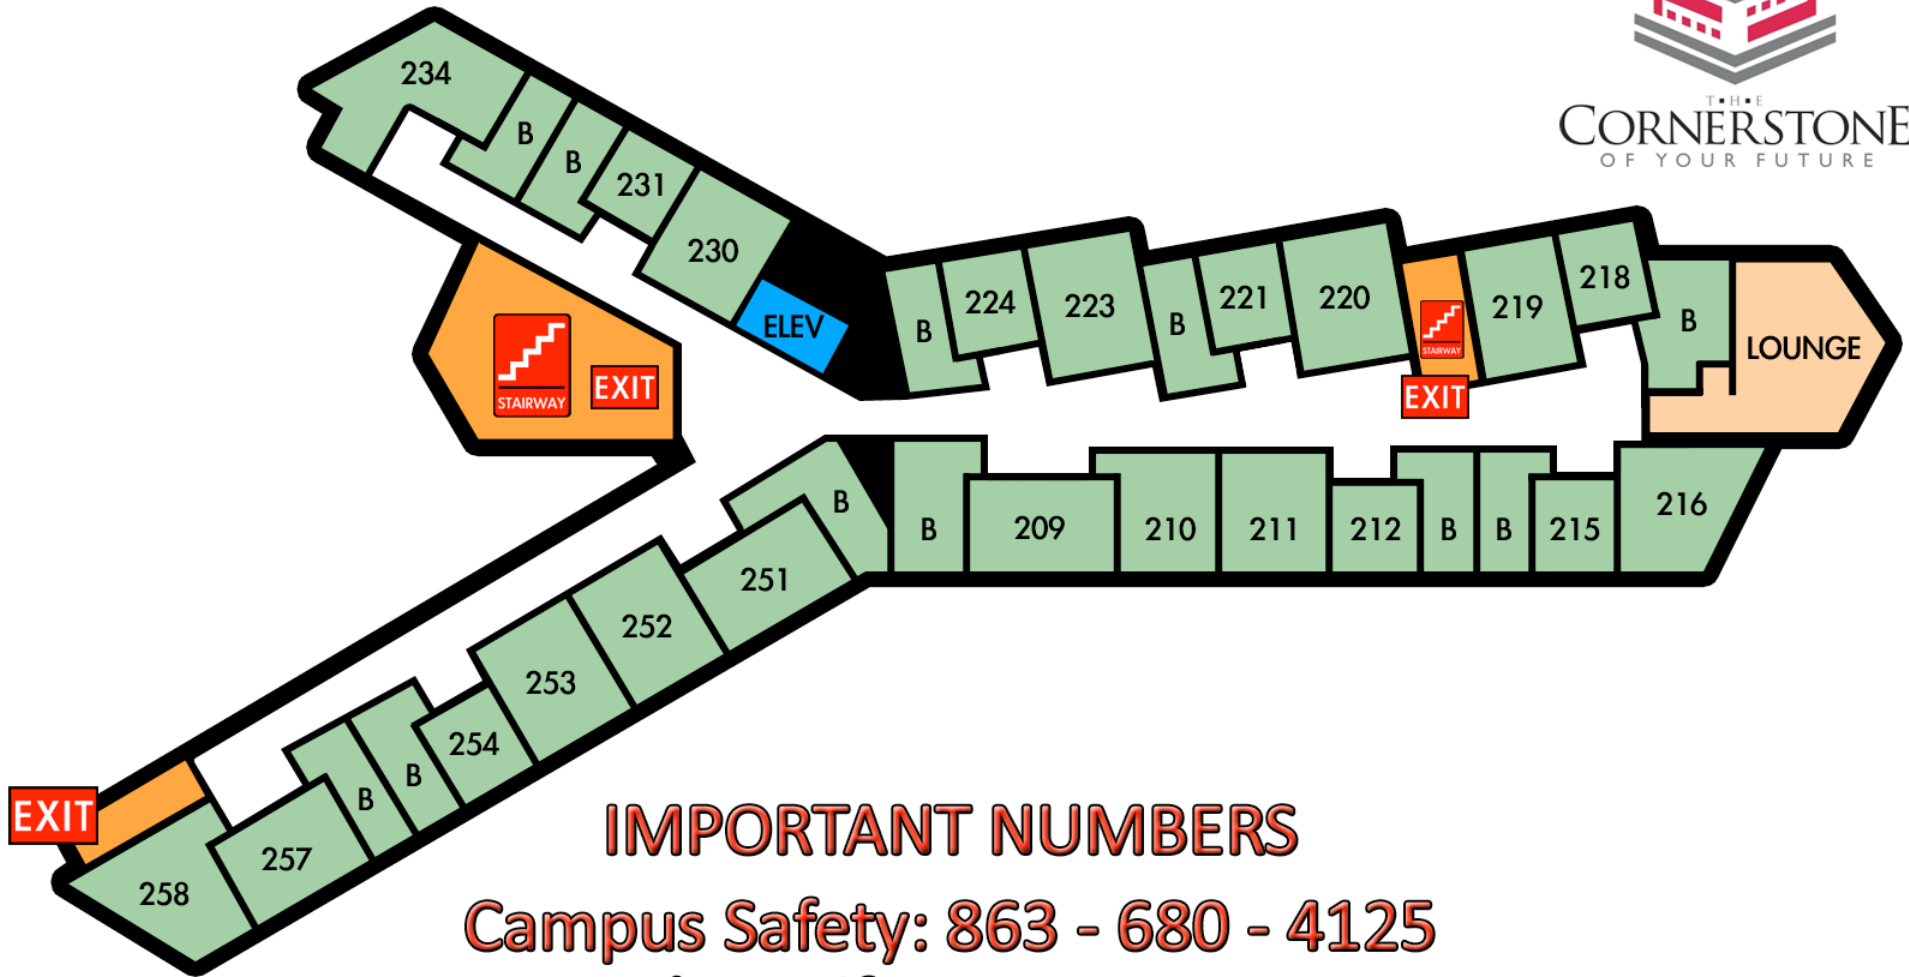 T·H·E
CORNERSTONE
OF YOUR FUTURE
234
B
B
231
230
ELEV
STAIRWAY
EXIT
B
224
223
B
221
220
STAIRWAY
EXIT
219
218
B
LOUNGE
B
209
210
211
212
B
B
215
216
B
251
252
253
254
B
B
257
258
EXIT
IMPORTANT NUMBERS
Campus Safety: 863 - 680 - 4125